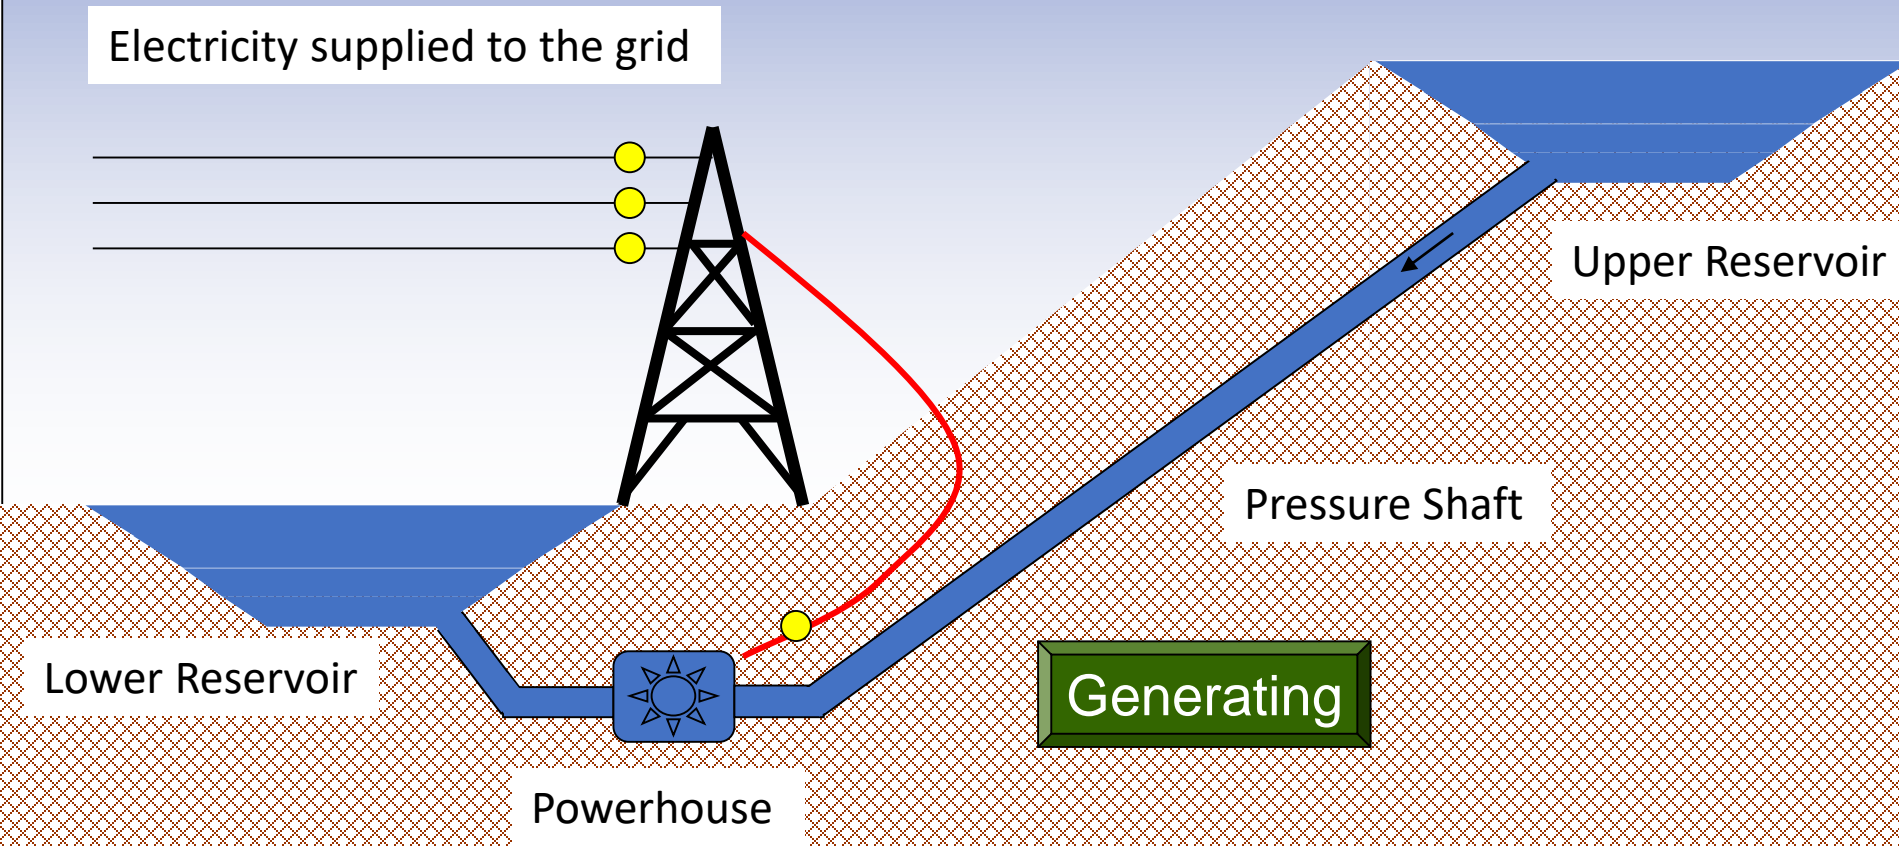 Electricity supplied to the grid
Upper Reservoir
Pressure Shaft
Lower Reservoir
Generating
Powerhouse